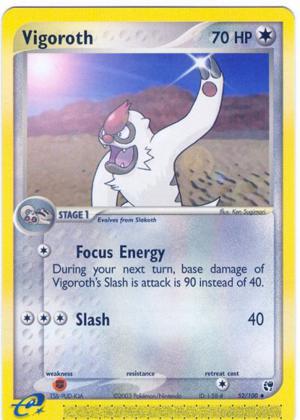 Vigoroth
70 HP
Illus. Ken Sugimori
STAGE 1
Evolves from Slakoth
Focus Energy
During your next turn, base damage of
Vigoroth's Slash is attack is 90 instead of 40.
Slash 40
weakness resistance retreat cost
©2003 Pokémon/Nintendo
52/100